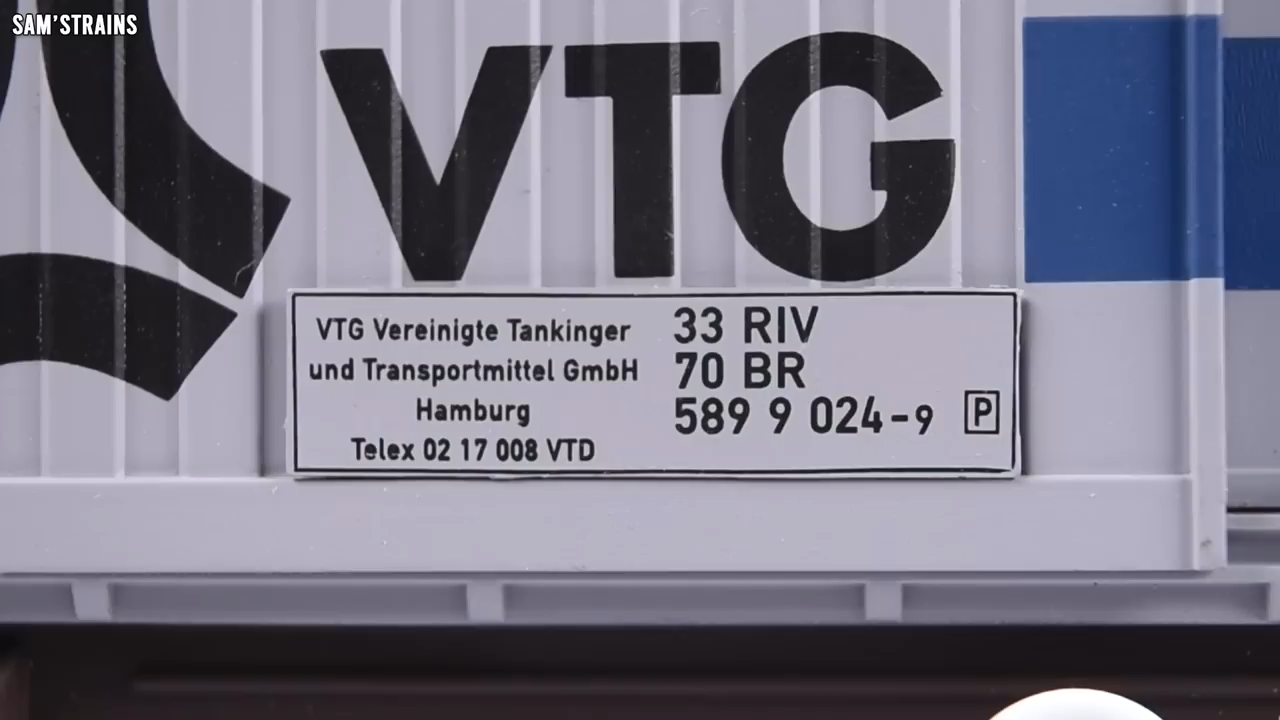 SAM'STRAINS
VTG
VTG Vereinigte Tankinger
und Transportmittel GmbH
Hamburg
Telex 02 17 008 VTD
33 RIV
70 BR
589 9 024-9
P